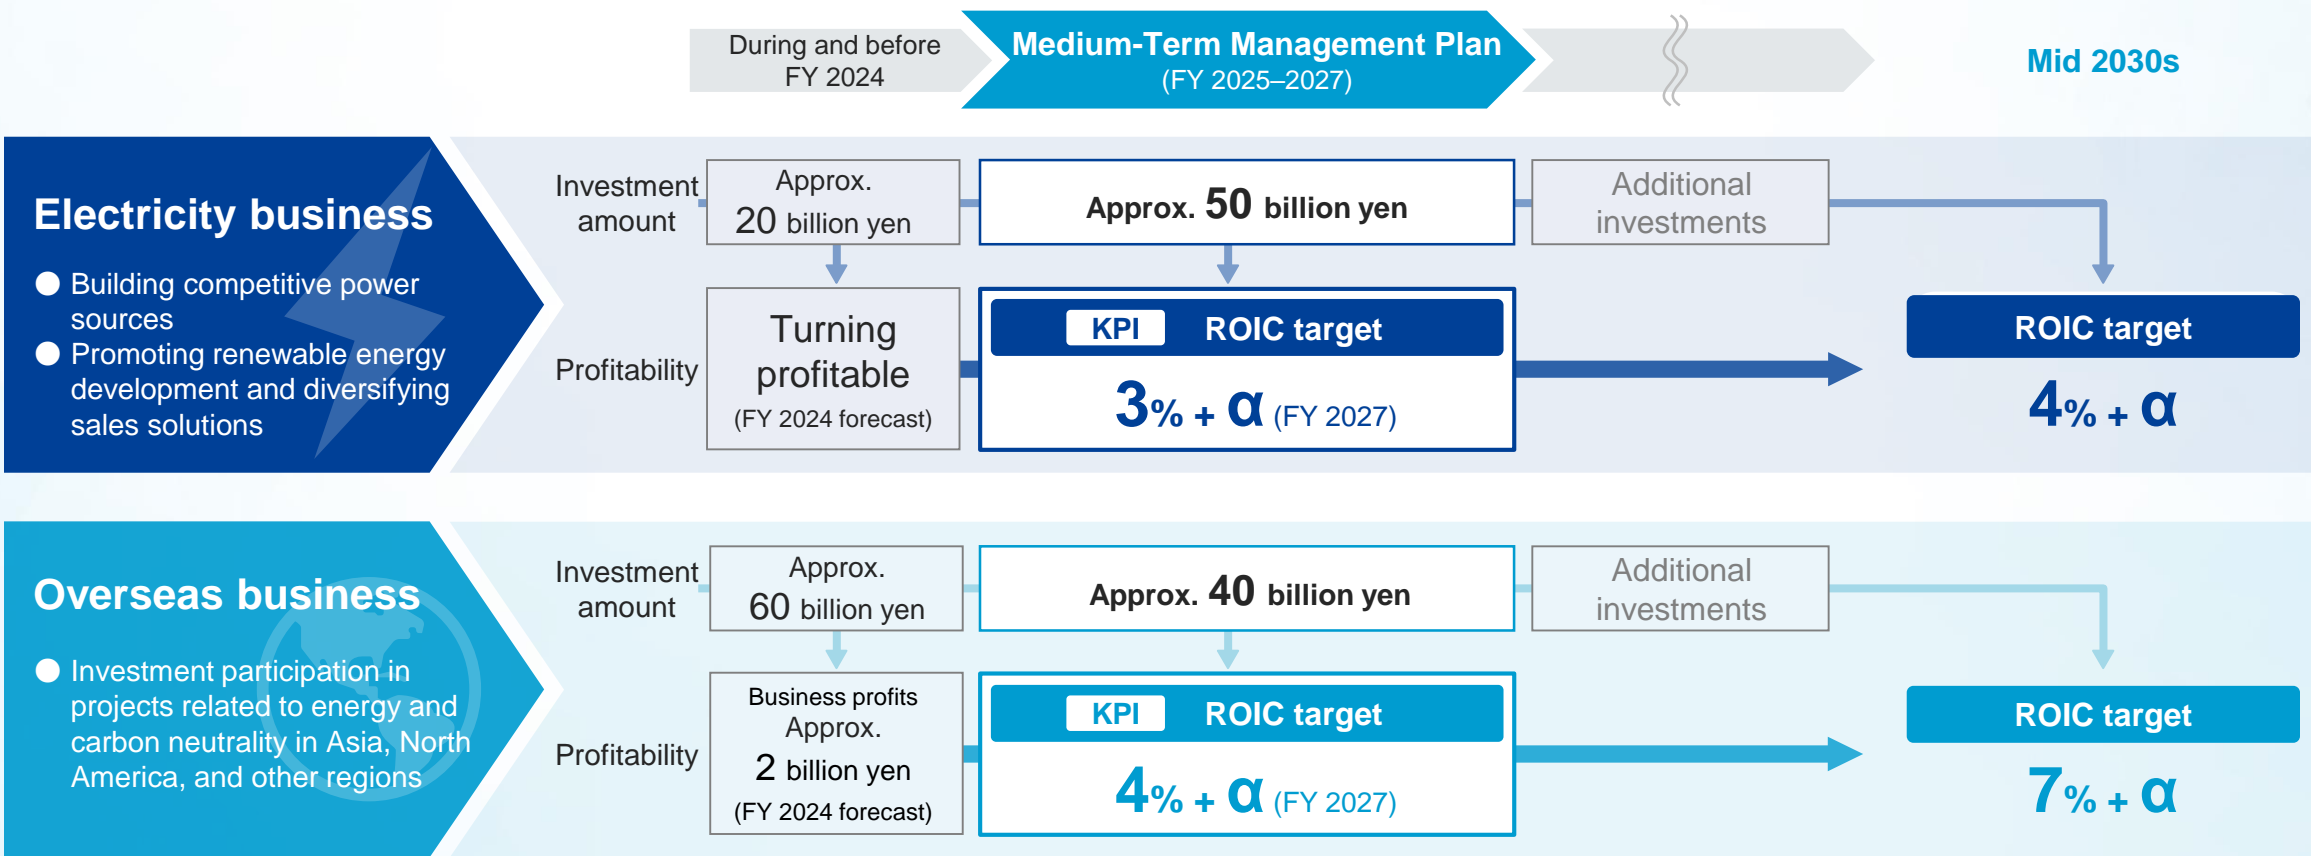 During and before
FY 2024
Medium-Term Management Plan
(FY 2025–2027)
Mid 2030s
Electricity business
● Building competitive power
sources
● Promoting renewable energy
development and diversifying
sales solutions
Investment
amount
Approx.
20 billion yen
Approx. 50 billion yen
Additional
investments
Profitability
Turning
profitable
(FY 2024 forecast)
KPI ROIC target
3% + α (FY 2027)
ROIC target
4% + α
Overseas business
● Investment participation in
projects related to energy and
carbon neutrality in Asia, North
America, and other regions
Investment
amount
Approx.
60 billion yen
Approx. 40 billion yen
Additional
investments
Profitability
Business profits
Approx.
2 billion yen
(FY 2024 forecast)
KPI ROIC target
4% + α (FY 2027)
ROIC target
7% + α